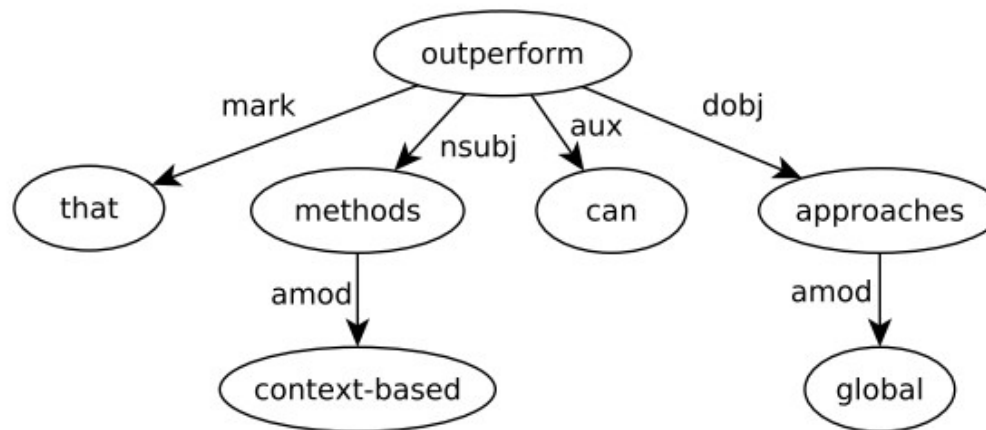 outperform
mark
nsubj
aux
dobj
that
methods
can
approaches
amod
amod
context-based
global